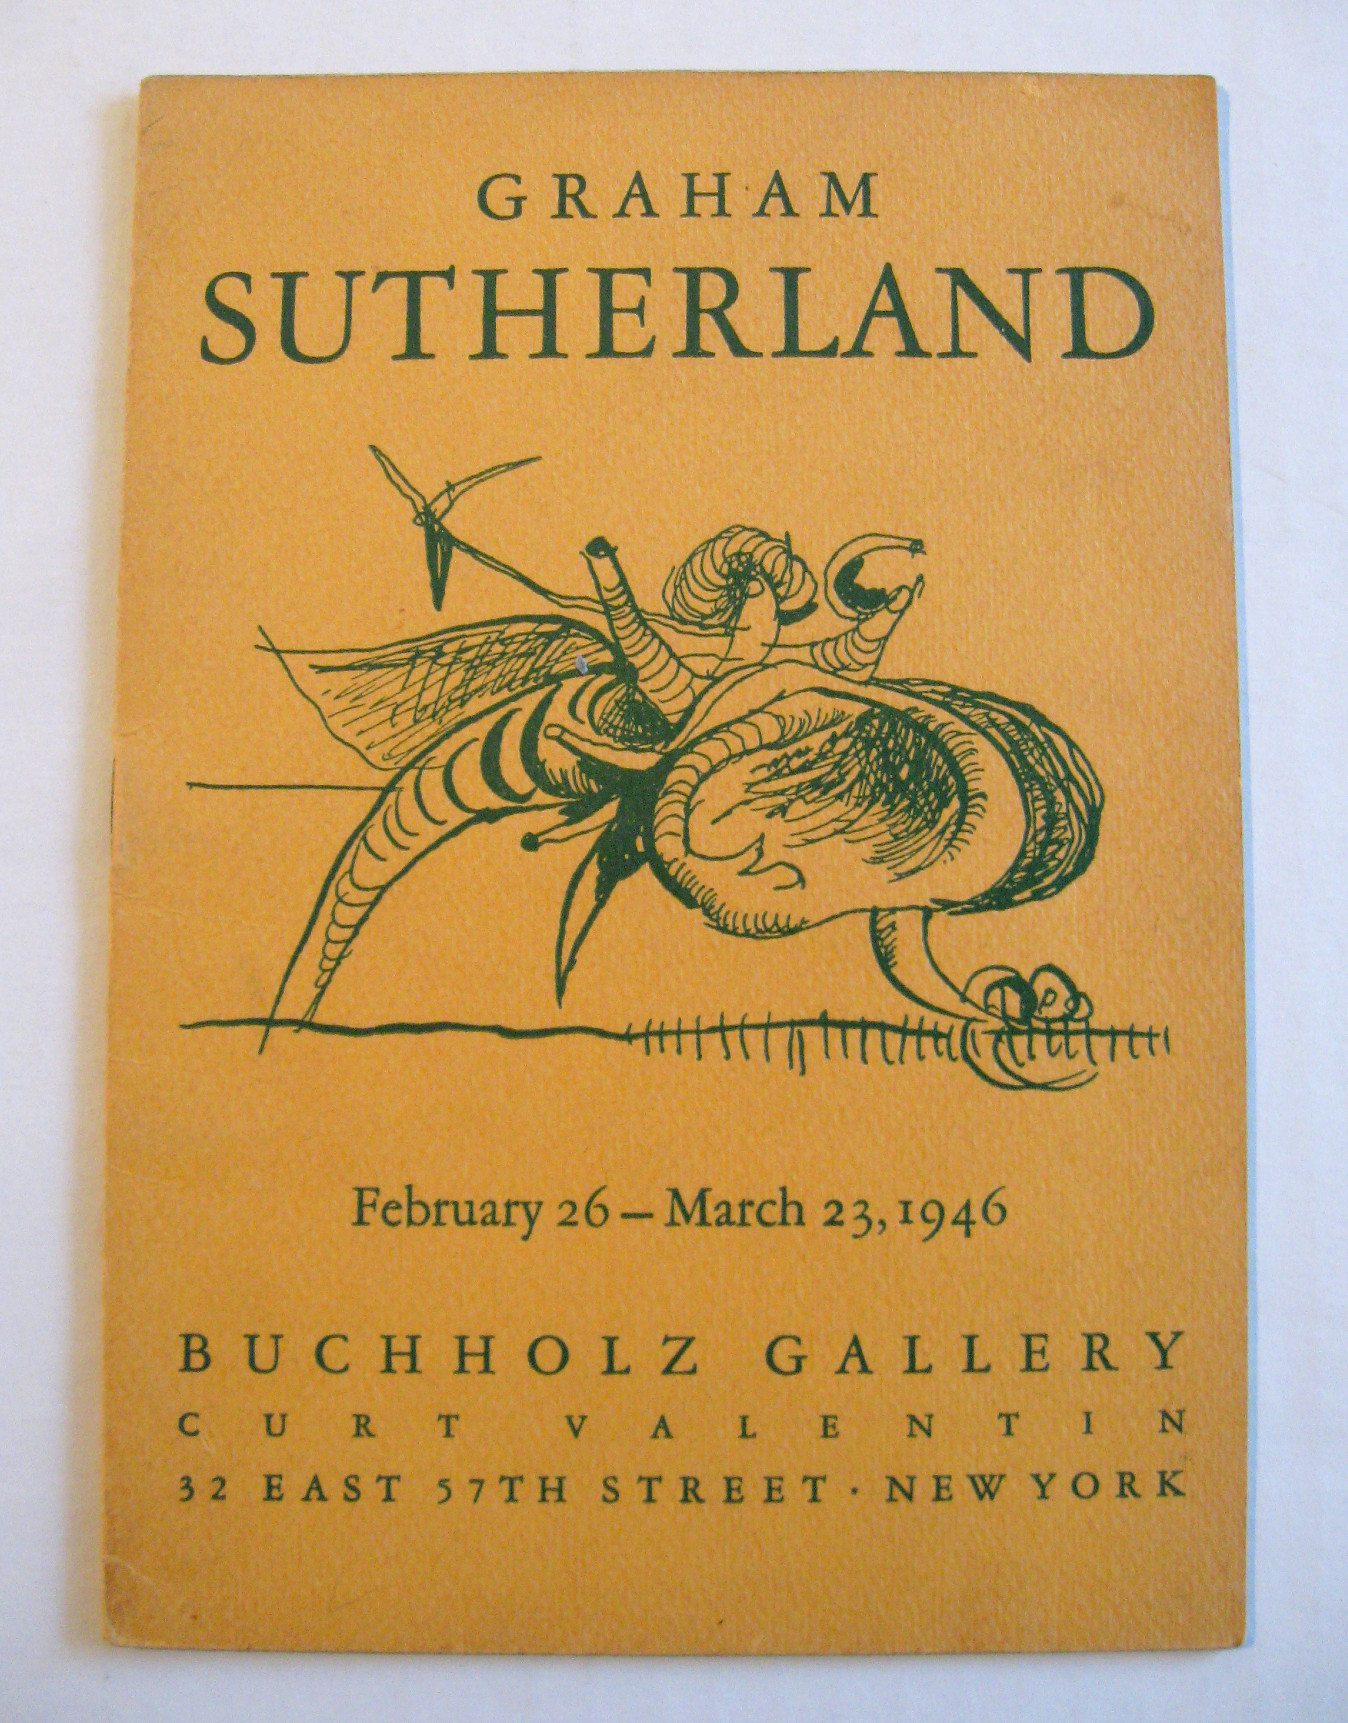 GRAHAM
SUTHERLAND
February 26 – March 23, 1946
BUCHHOLZ GALLERY
CURT VALENTIN
32 EAST 57TH STREET · NEW YORK